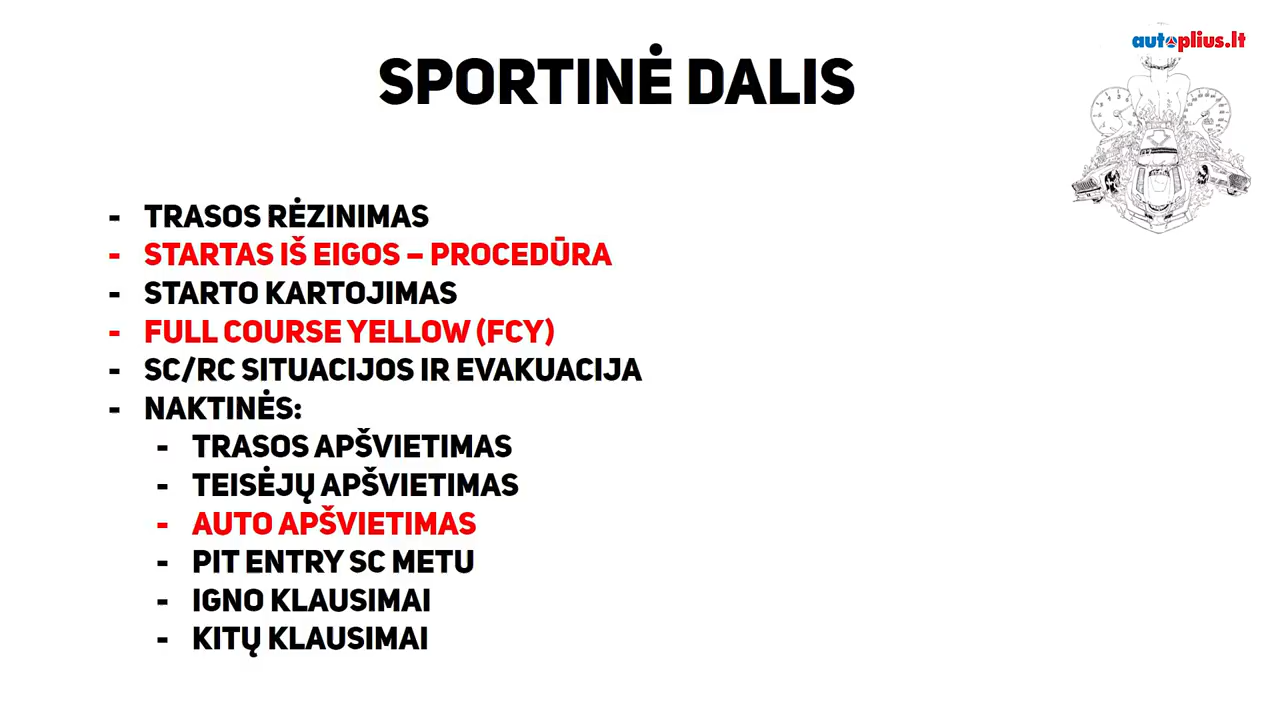 autoplius.lt
SPORTINĖ DALIS
- TRASOS RĖZINIMAS
- STARTAS IŠ EIGOS – PROCEDŪRA
- STARTO KARTOJIMAS
- FULL COURSE YELLOW (FCY)
- SC/RC SITUACIJOS IR EVAKUACIJA
- NAKTINĖS:
- TRASOS APŠVIETIMAS
- TEISĖJŲ APŠVIETIMAS
- AUTO APŠVIETIMAS
- PIT ENTRY SC METU
- IGNO KLAUSIMAI
- KITŲ KLAUSIMAI